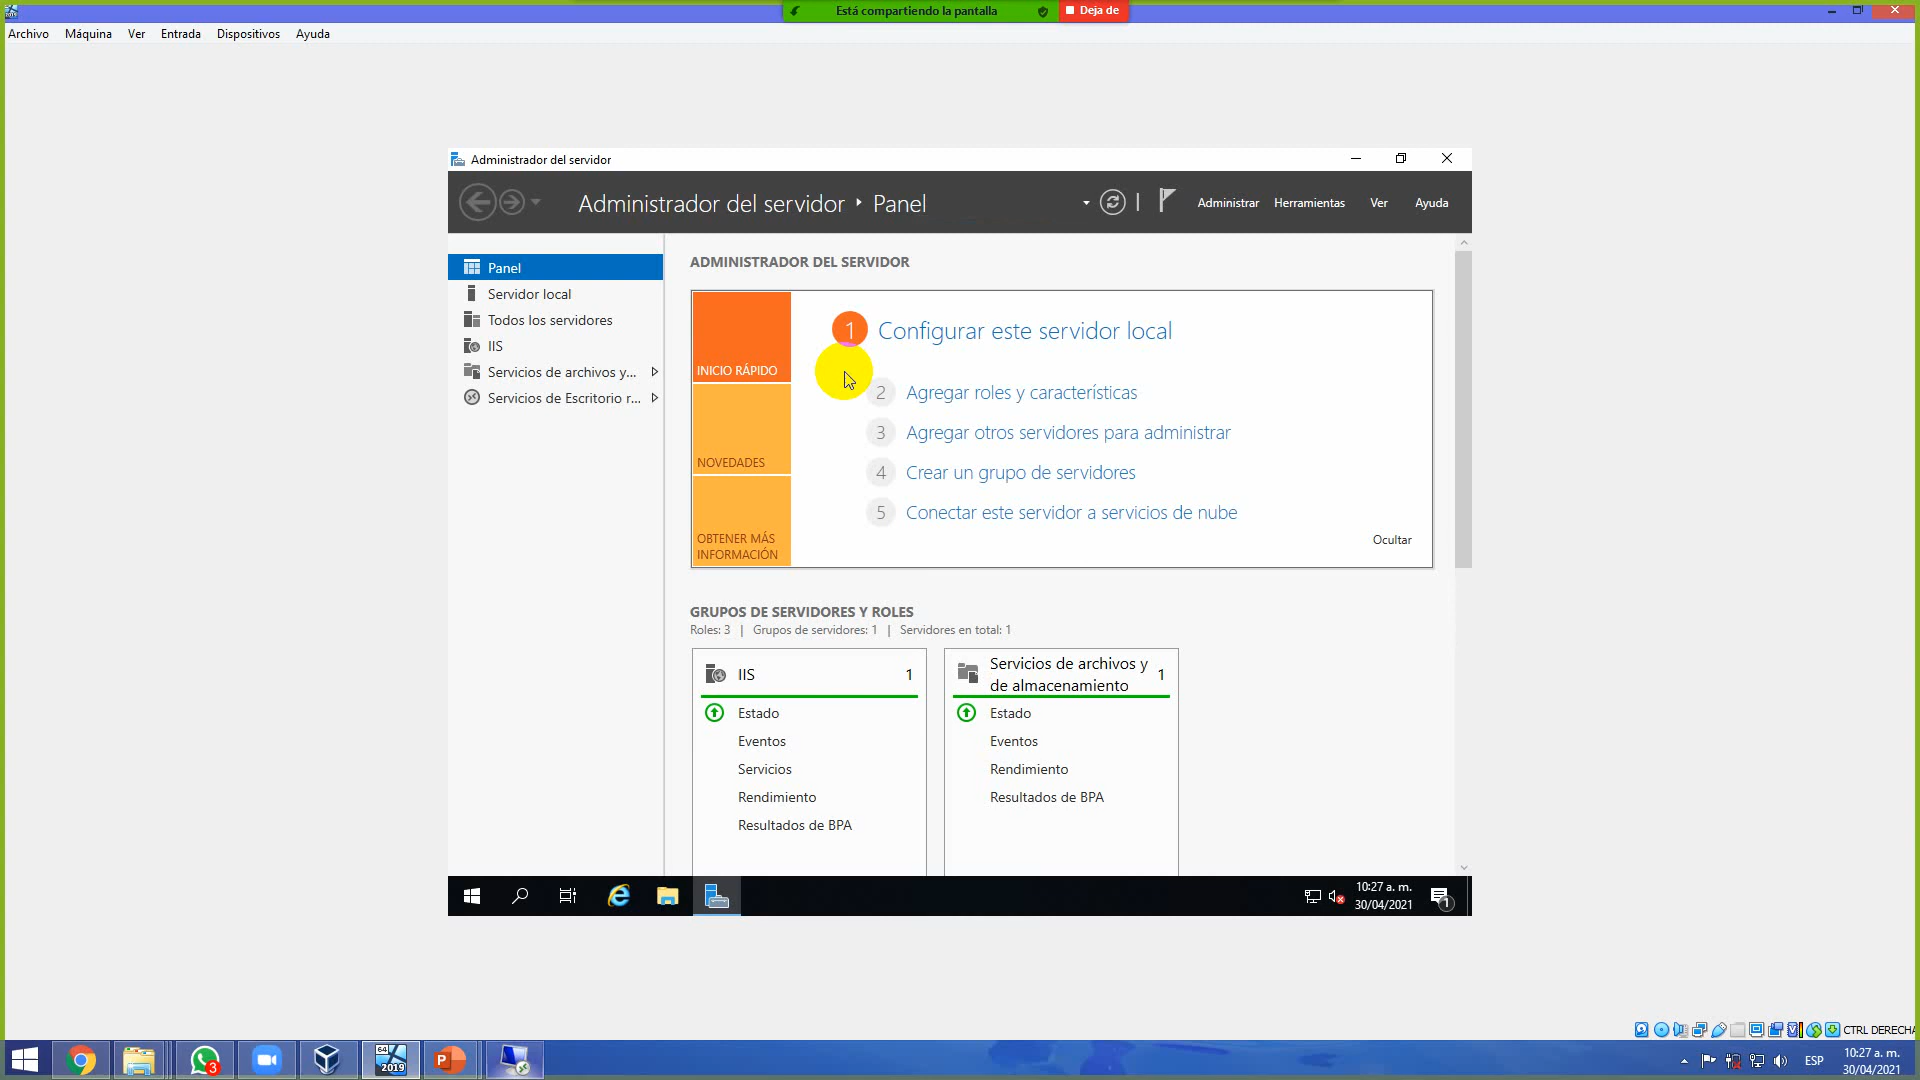 Está compartiendo la pantalla
Deja de
Archivo Máquina Ver Entrada Dispositivos Ayuda
Administrador del servidor
Administrador del servidor Panel
Administrar Herramientas Ver Ayuda
Panel
Servidor local
Todos los servidores
IIS
Servicios de archivos y...
Servicios de Escritorio r...
ADMINISTRADOR DEL SERVIDOR
INICIO RÁPIDO
NOVEDADES
OBTENER MÁS
INFORMACIÓN
1 Configurar este servidor local
2 Agregar roles y características
3 Agregar otros servidores para administrar
4 Crear un grupo de servidores
5 Conectar este servidor a servicios de nube
Ocultar
GRUPOS DE SERVIDORES Y ROLES
Roles: 3 | Grupos de servidores: 1 | Servidores en total: 1
IIS 1
Estado
Eventos
Servicios
Rendimiento
Resultados de BPA
Servicios de archivos y
de almacenamiento 1
Estado
Eventos
Rendimiento
Resultados de BPA
10:27 a. m.
30/04/2021
1
CTRL DERECHA
3
64
2019
P
ESP
10:27 a. m.
30/04/2021